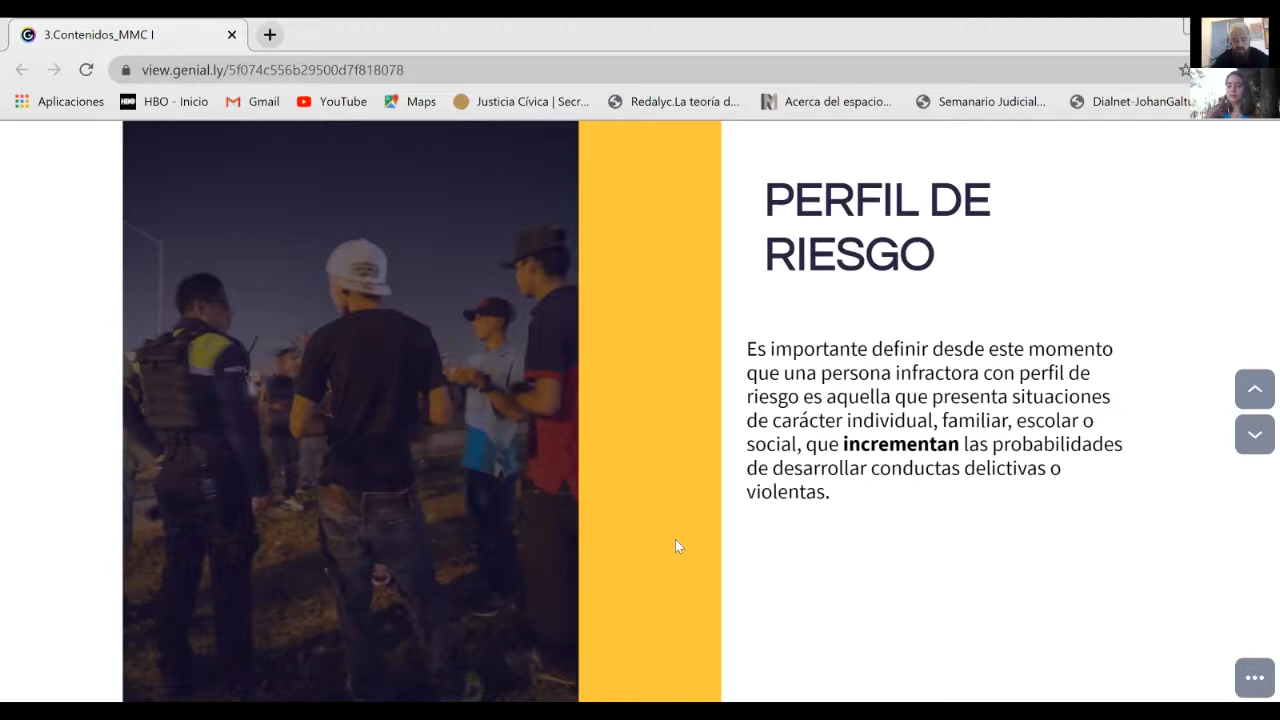 3.Contenidos_MMC I
view.genial.ly/5f074c556b29500d7f818078
Aplicaciones
HBO
HBO - Inicio
Gmail
YouTube
Maps
Justicia Cívica | Secr...
Redalyc.La teoría d...
Acerca del espacio...
Semanario Judicial...
Dialnet-JohanGaltu
PERFIL DE
RIESGO
Es importante definir desde este momento
que una persona infractora con perfil de
riesgo es aquella que presenta situaciones
de carácter individual, familiar, escolar o
social, que incrementan las probabilidades
de desarrollar conductas delictivas o
violentas.